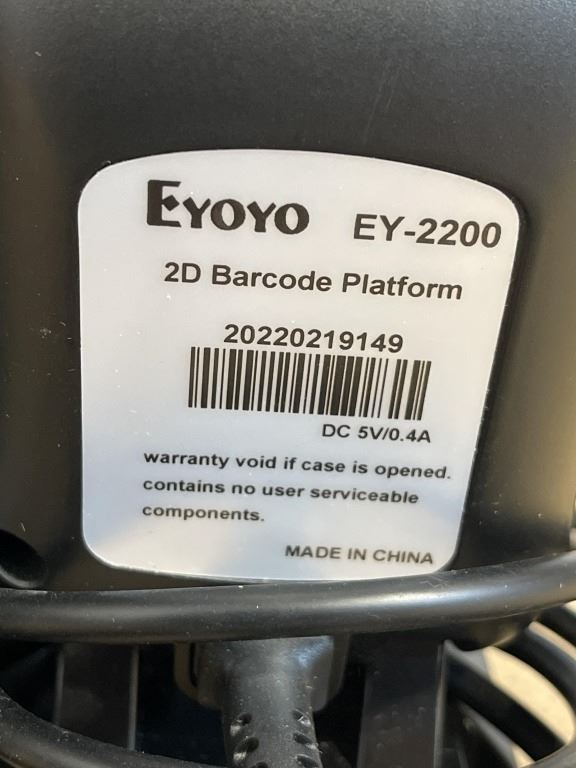 EYOYO EY-2200
2D Barcode Platform
20220219149
DC 5V/0.4A
warranty void if case is opened.
contains no user serviceable
components.
MADE IN CHINA